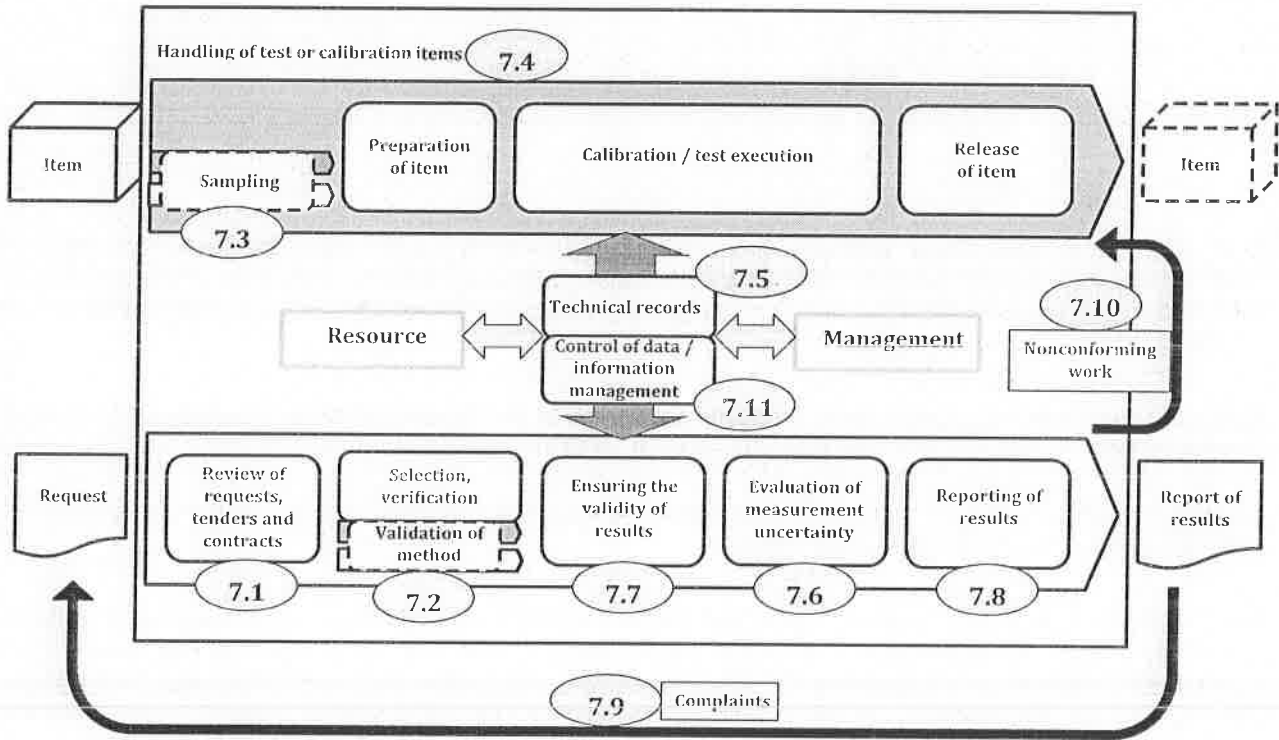 Handling of test or calibration items
7.4
Item
Sampling
7.3
Preparation
of item
Calibration / test execution
Release
of item
Item
7.5
Technical records
Resource
Management
Control of data /
information
management
7.11
7.10
Nonconforming
work
Request
Review of
requests,
tenders and
contracts
7.1
Selection,
verification
Validation of
method
7.2
Ensuring the
validity of
results
7.7
Evaluation of
measurement
uncertainty
7.6
Reporting of
results
7.8
Report of
results
7.9
Complaints